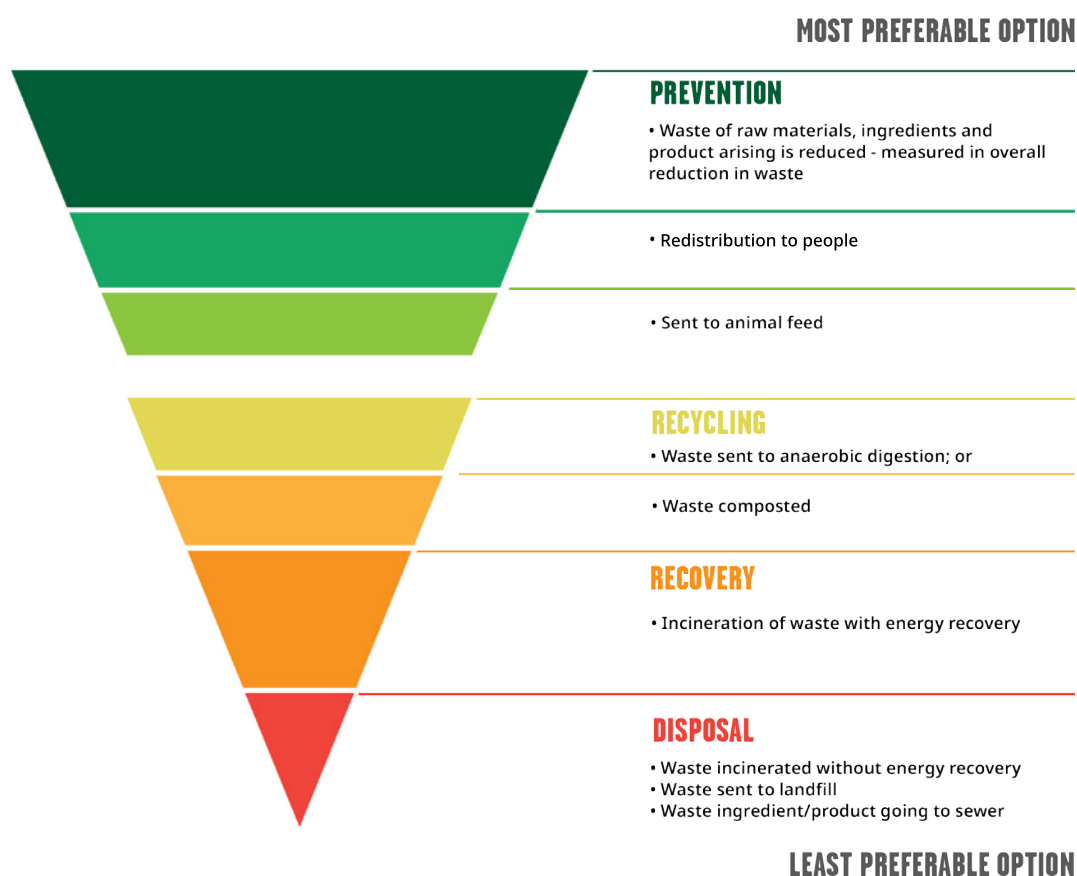 MOST PREFERABLE OPTION
PREVENTION
• Waste of raw materials, ingredients and
product arising is reduced - measured in overall
reduction in waste
• Redistribution to people
• Sent to animal feed
RECYCLING
• Waste sent to anaerobic digestion; or
• Waste composted
RECOVERY
• Incineration of waste with energy recovery
DISPOSAL
• Waste incinerated without energy recovery
• Waste sent to landfill
• Waste ingredient/product going to sewer
LEAST PREFERABLE OPTION